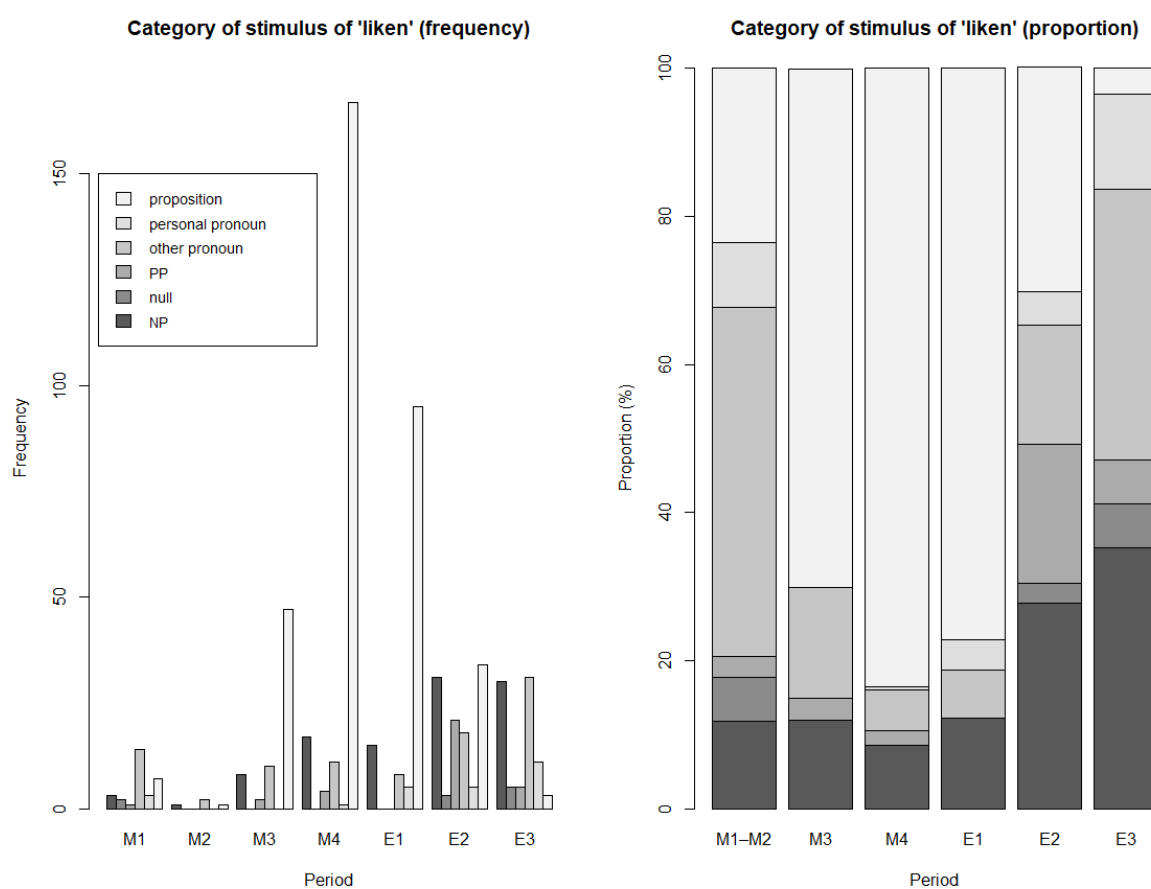 Category of stimulus of 'liken' (frequency)
Frequency
150
100
50
0
proposition
personal pronoun
other pronoun
PP
null
NP
M1 M2 M3 M4 E1 E2 E3
Period
Category of stimulus of 'liken' (proportion)
Proportion (%)
100
80
60
40
20
0
M1–M2 M3 M4 E1 E2 E3
Period